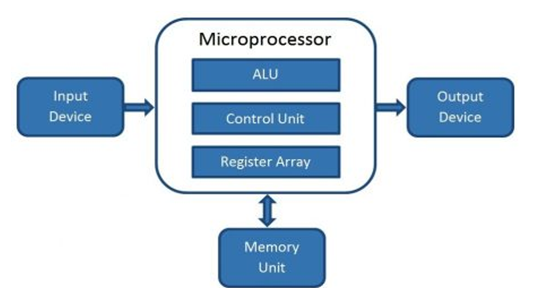 Microprocessor
ALU
Input
Device
Control Unit
Output
Device
Register Array
Memory
Unit